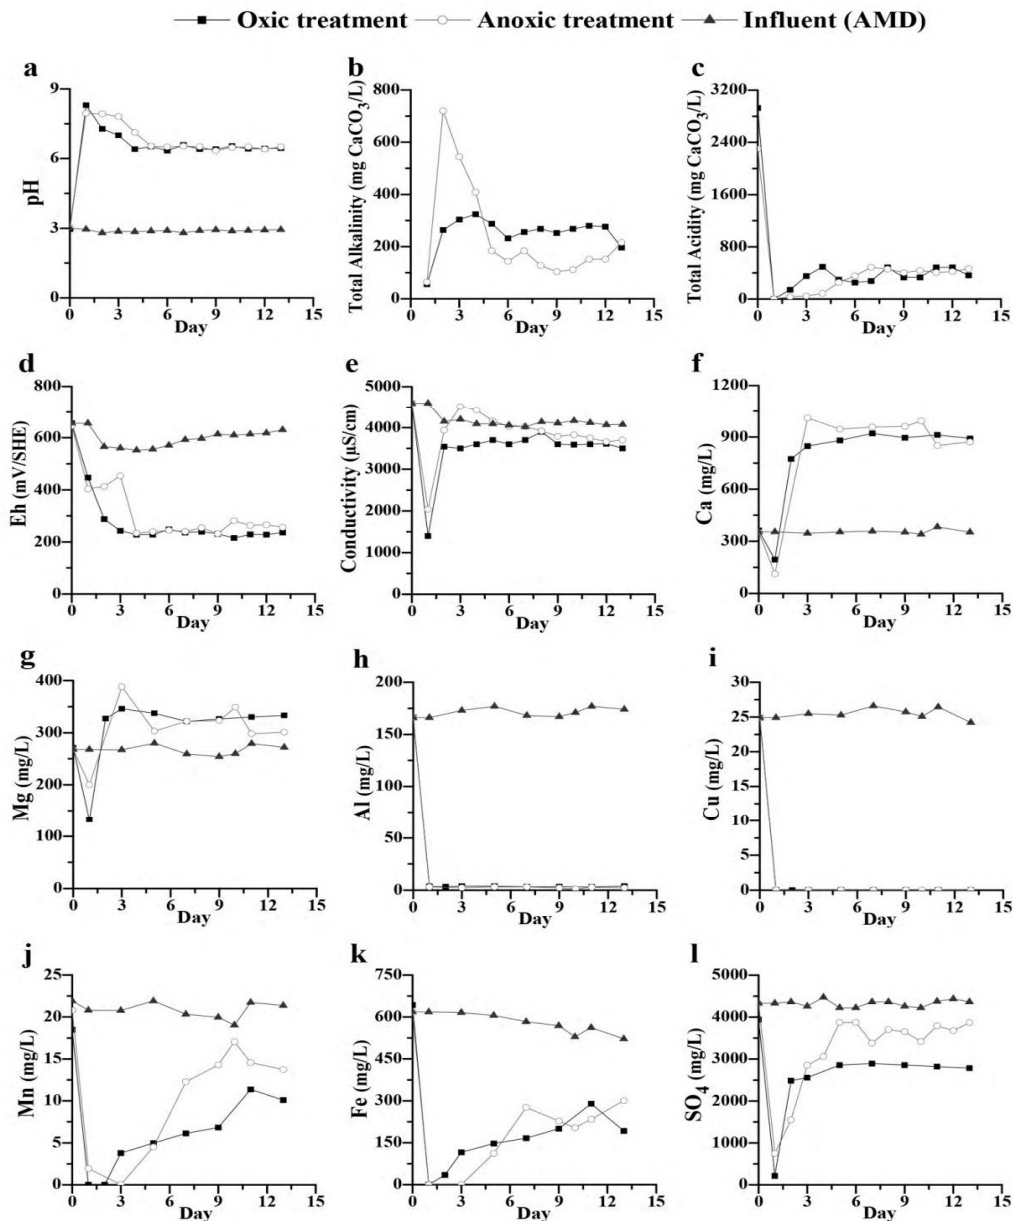 Oxic treatment Anoxic treatment Influent (AMD)
a
b
c
9
6
3
0
pH
0 3 6 9 12 15
Day
800
600
400
200
0
Total Alkalinity (mg CaCO3/L)
0 3 6 9 12 15
Day
3200
2400
1600
800
0
Total Acidity (mg CaCO3/L)
0 3 6 9 12 15
Day
d
e
f
800
600
400
200
0
Eh (mV/SHE)
0 3 6 9 12 15
Day
5000
4000
3000
2000
1000
0
Conductivity (µS/cm)
0 3 6 9 12 15
Day
1200
900
600
300
0
Ca (mg/L)
0 3 6 9 12 15
Day
g
h
i
400
300
200
100
0
Mg (mg/L)
0 3 6 9 12 15
Day
200
150
100
50
0
Al (mg/L)
0 3 6 9 12 15
Day
30
25
20
15
10
5
0
Cu (mg/L)
0 3 6 9 12 15
Day
j
k
l
25
20
15
10
5
0
Mn (mg/L)
0 3 6 9 12 15
Day
750
600
450
300
150
0
Fe (mg/L)
0 3 6 9 12 15
Day
5000
4000
3000
2000
1000
0
SO4 (mg/L)
0 3 6 9 12 15
Day